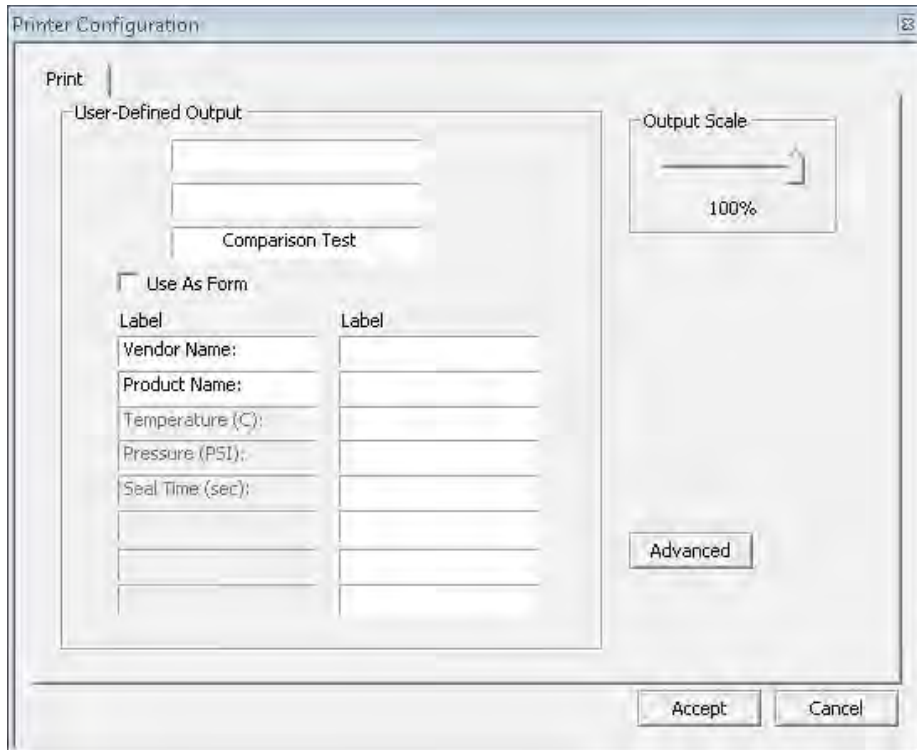 Printer Configuration
Print
User-Defined Output
Output Scale
100%
Comparison Test
Use As Form
Label Label
Vendor Name:
Product Name:
Temperature (C):
Pressure (PSI):
Seal Time (sec):
Advanced
Accept Cancel